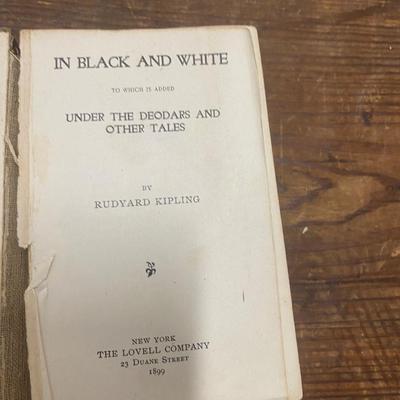 IN BLACK AND WHITE
TO WHICH IS ADDED
UNDER THE DEODARS AND
OTHER TALES
BY
RUDYARD KIPLING
NEW YORK
THE LOVELL COMPANY
23 DUANE STREET
1899